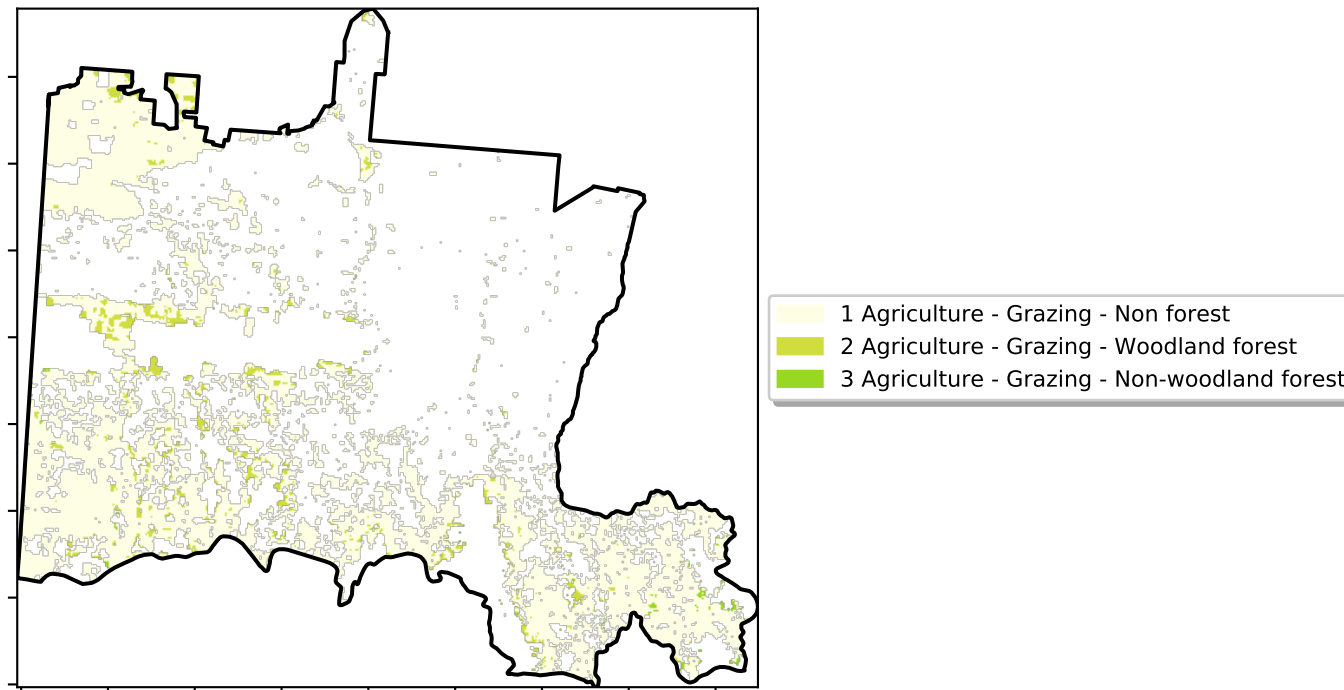 1 Agriculture - Grazing - Non forest
2 Agriculture - Grazing - Woodland forest
3 Agriculture - Grazing - Non-woodland forest